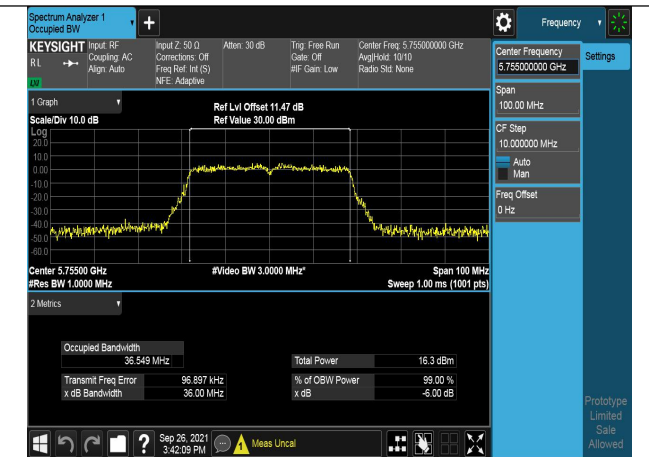 Spectrum Analyzer 1
Occupied BW
Frequency
KEYSIGHT
RL
LXI
Input: RF
Coupling: AC
Align: Auto
Input Z: 50 Ω
Corrections: Off
Freq Ref: Int (S)
NFE: Adaptive
Atten: 30 dB
Trig: Free Run
Gate: Off
#IF Gain: Low
Center Freq: 5.755000000 GHz
Avg|Hold: 10/10
Radio Std: None
Center Frequency
5.755000000 GHz
Settings
Span
100.00 MHz
CF Step
10.000000 MHz
Auto
Man
Freq Offset
0 Hz
1 Graph
Scale/Div 10.0 dB
Ref Lvl Offset 11.47 dB
Ref Value 30.00 dBm
Log
20.0
10.0
0.00
-10.0
-20.0
-30.0
-40.0
-50.0
-60.0
Center 5.75500 GHz
#Video BW 3.0000 MHz*
Span 100 MHz
#Res BW 1.0000 MHz
Sweep 1.00 ms (1001 pts)
2 Metrics
Occupied Bandwidth
36.549 MHz
Total Power 16.3 dBm
Transmit Freq Error 96.897 kHz
% of OBW Power 99.00 %
x dB Bandwidth 36.00 MHz
x dB -6.00 dB
Prototype
Limited
Sale
Allowed
?
Sep 26, 2021
3:42:09 PM
Meas Uncal